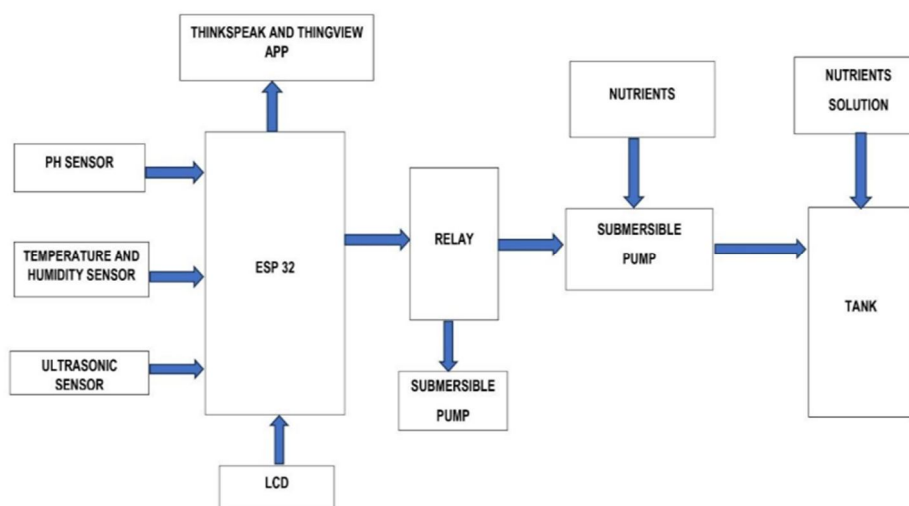 THINKSPEAK AND THINGVIEW
APP
NUTRIENTS
NUTRIENTS
SOLUTION
PH SENSOR
TEMPERATURE AND
HUMIDITY SENSOR
ULTRASONIC
SENSOR
ESP 32
RELAY
SUBMERSIBLE
PUMP
TANK
SUBMERSIBLE
PUMP
LCD